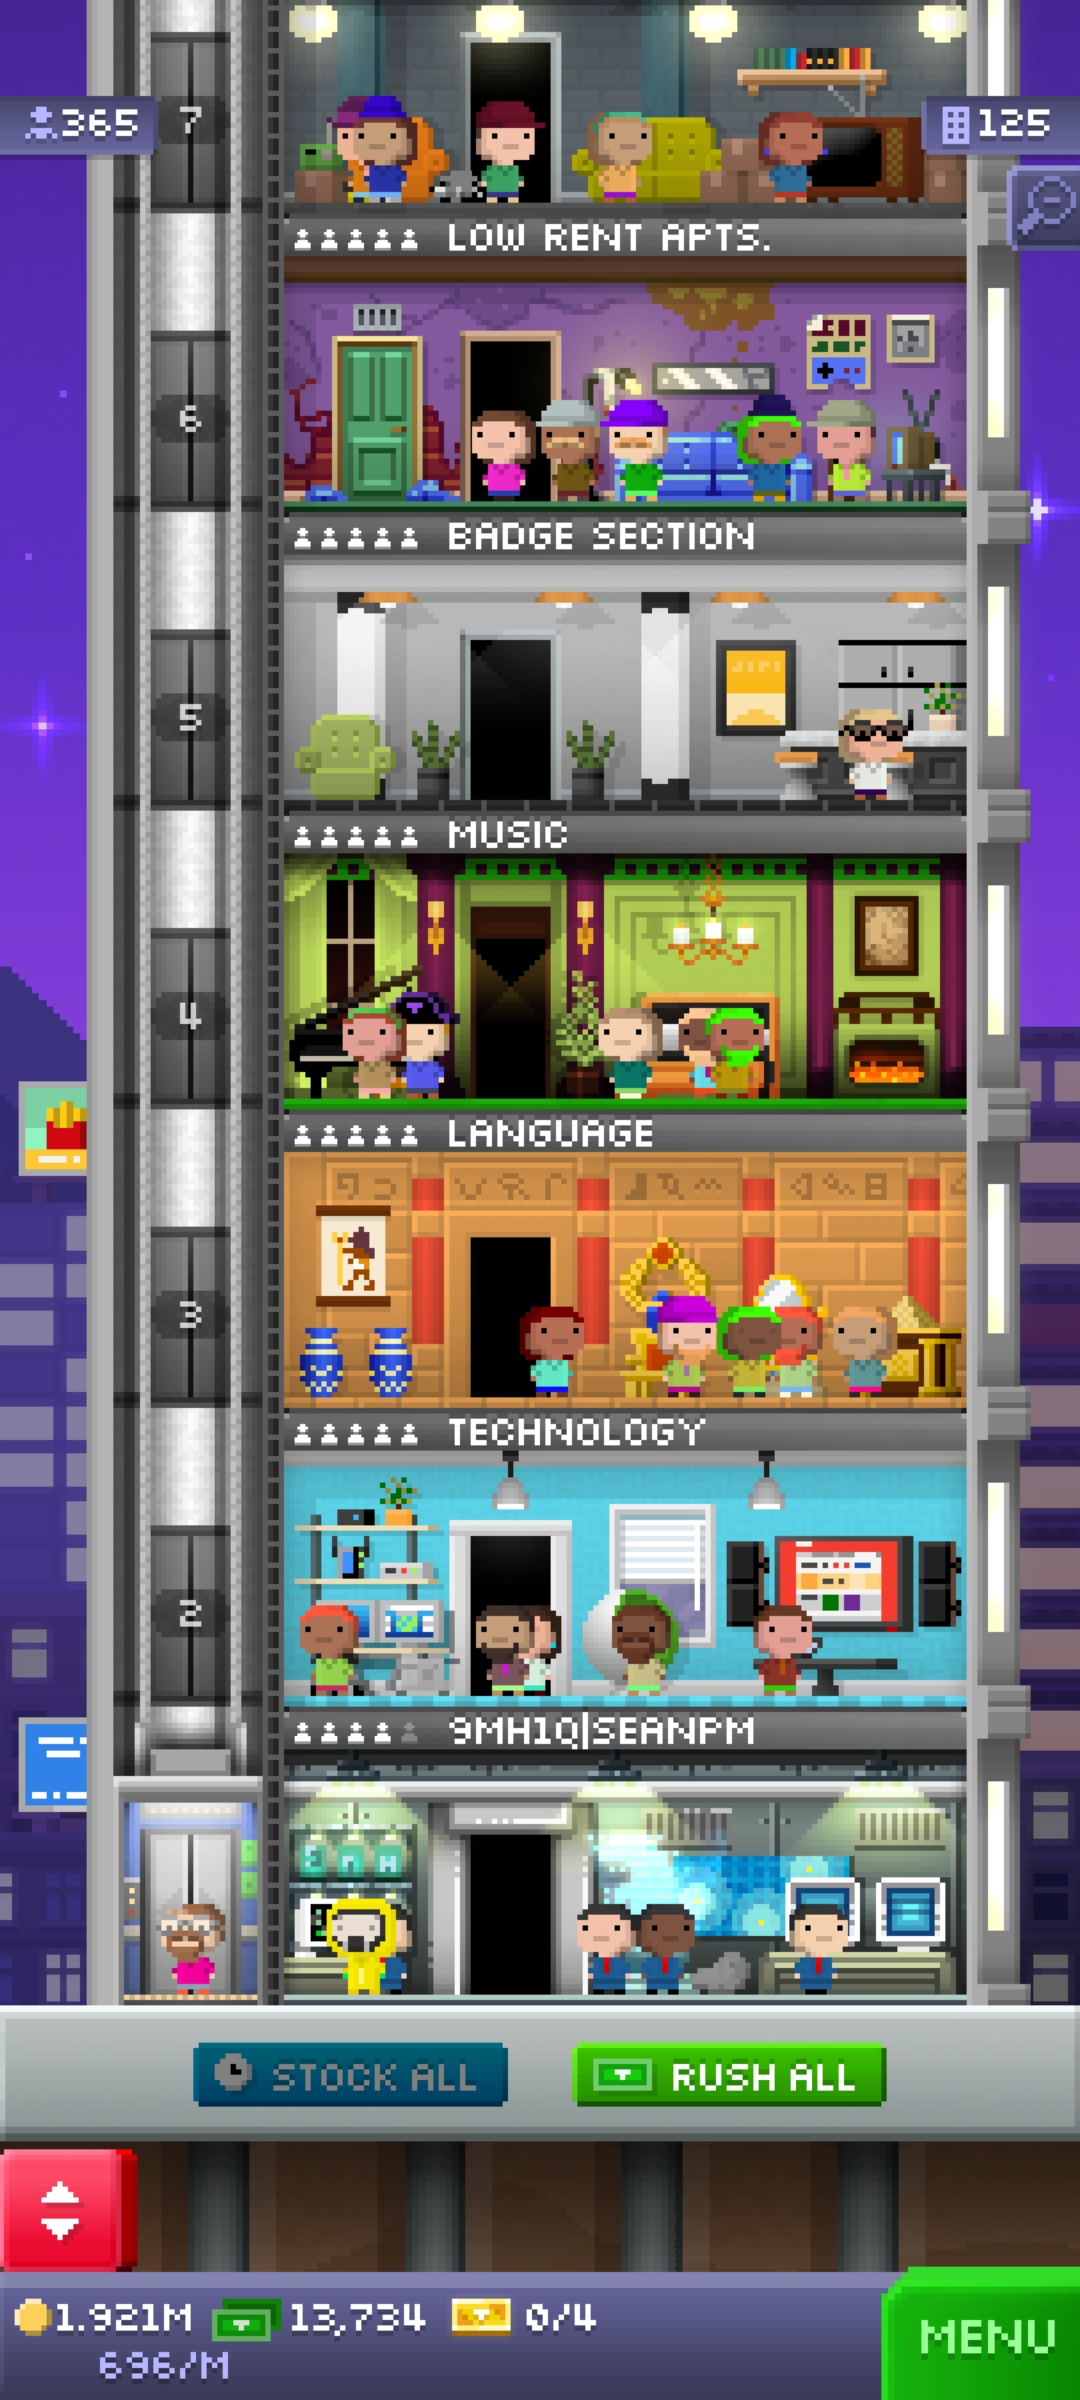 365
7
125
LOW RENT APTS.
6
BADGE SECTION
5
MUSIC
4
LANGUAGE
3
TECHNOLOGY
2
9MH1Q|SEANPM
STOCK ALL
RUSH ALL
1.921M
13,734
0/4
696/M
MENU